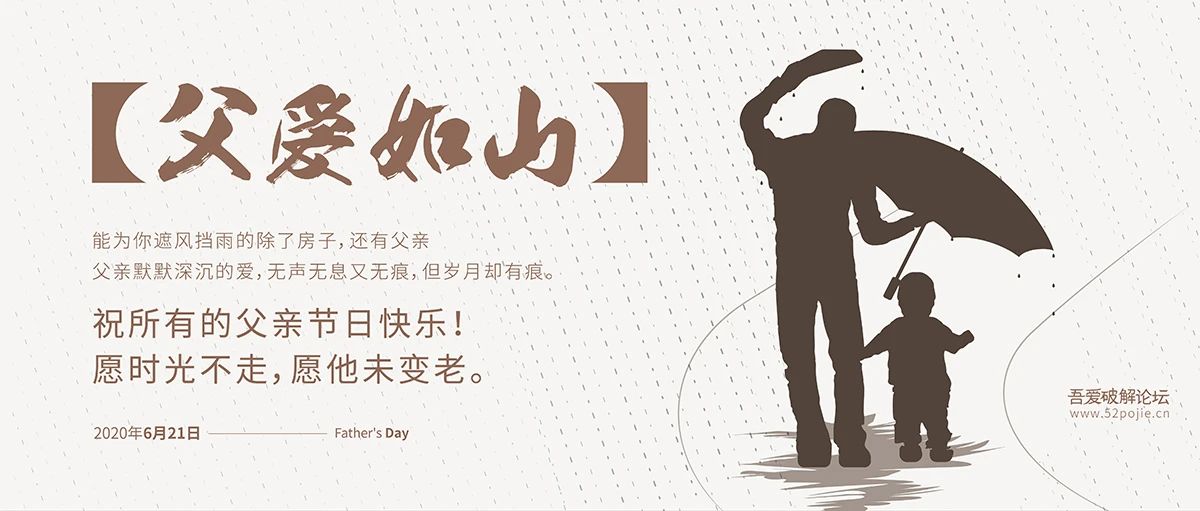 【父爱如山】
能为你遮风挡雨的除了房子，还有父亲
父亲默默深沉的爱，无声无息又无痕，但岁月却有痕。
祝所有的父亲节日快乐！
愿时光不走，愿他未变老。
2020年6月21日 Father's Day
吾爱破解论坛
www.52pojie.cn